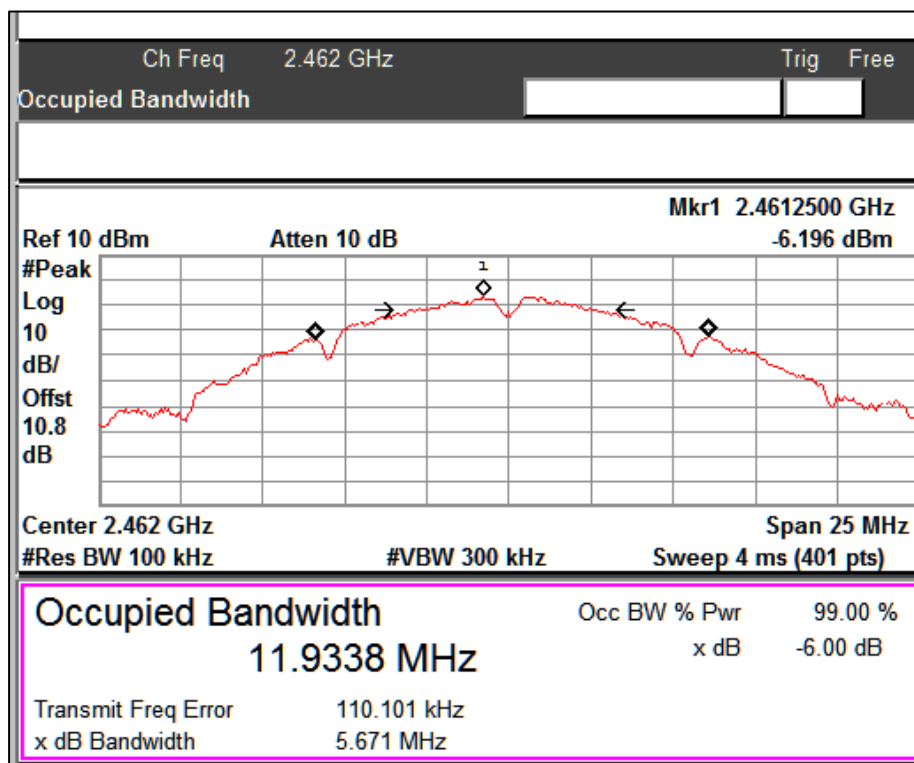 Ch Freq 2.462 GHz Trig Free
Occupied Bandwidth
Mkr1 2.4612500 GHz
Ref 10 dBm Atten 10 dB -6.196 dBm
#Peak
Log
10
dB/
Offst
10.8
dB
1
Center 2.462 GHz Span 25 MHz
#Res BW 100 kHz #VBW 300 kHz Sweep 4 ms (401 pts)
Occupied Bandwidth Occ BW % Pwr 99.00 %
11.9338 MHz x dB -6.00 dB
Transmit Freq Error 110.101 kHz
x dB Bandwidth 5.671 MHz